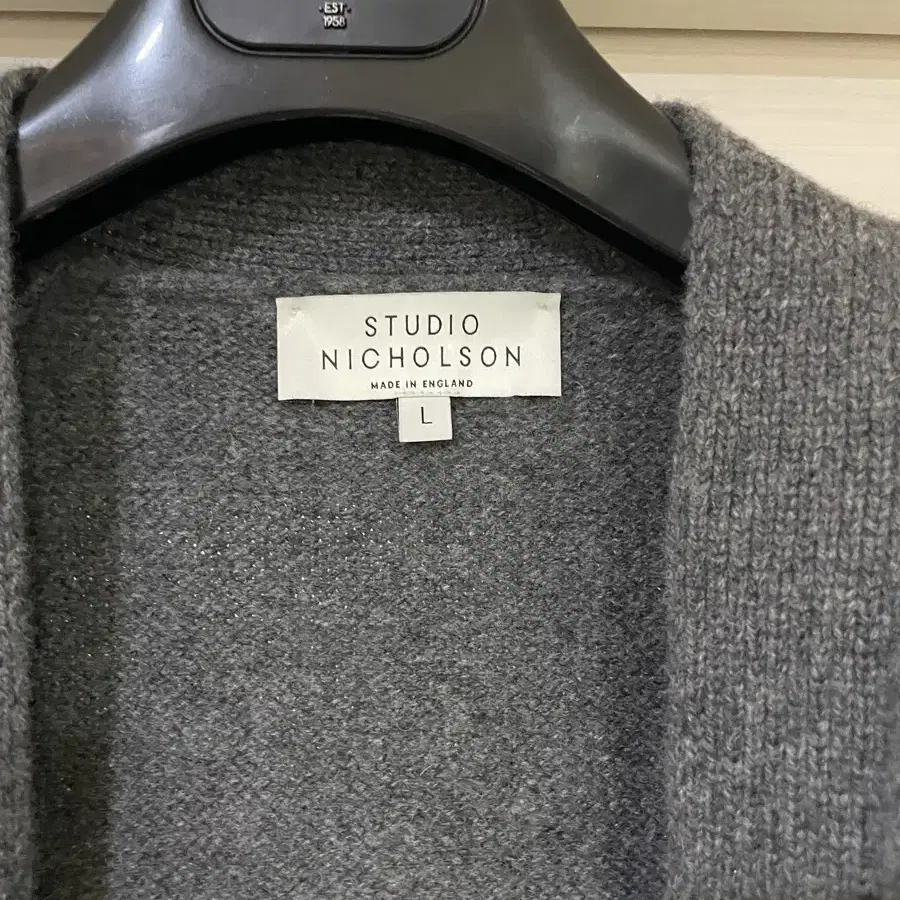 ·EST·
1958
STUDIO
NICHOLSON
MADE IN ENGLAND
L